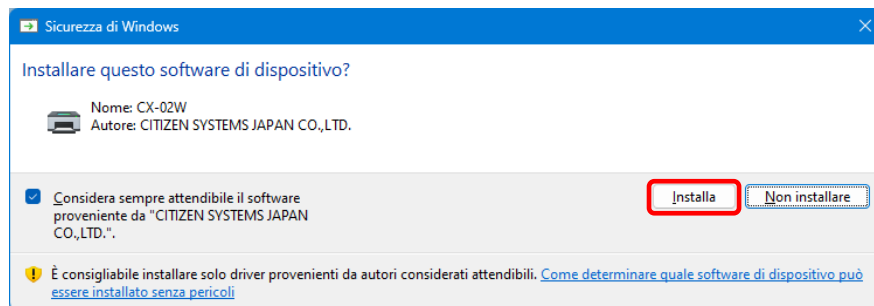 Sicurezza di Windows
Installare questo software di dispositivo?
Nome: CX-02W
Autore: CITIZEN SYSTEMS JAPAN CO.,LTD.
Considera sempre attendibile il software
proveniente da "CITIZEN SYSTEMS JAPAN
CO.,LTD.".
Installa
Non installare
È consigliabile installare solo driver provenienti da autori considerati attendibili. Come determinare quale software di dispositivo può
essere installato senza pericoli